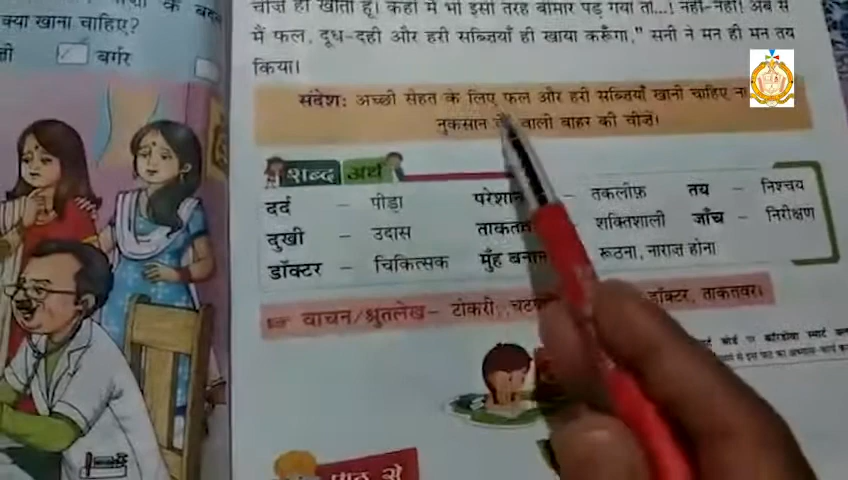 क्या खाना चाहिए?
बर्गर
चीज़ें ही खाता हूँ। कहीं मैं भी इसी तरह बीमार पड़ गया तो...! नहीं-नहीं! अब से
मैं फल, दूध-दही और हरी सब्ज़ियाँ ही खाया करूँगा," सनी ने मन ही मन तय
किया।
संदेश: अच्छी सेहत के लिए फल और हरी सब्ज़ियाँ खानी चाहिए
नुकसान वाली बाहर की चीज़ें।
शब्द अर्थ
दर्द – पीड़ा – तकलीफ़ तय – निश्चय
दुखी – उदास शक्तिशाली जाँच – निरीक्षण
डॉक्टर – चिकित्सक मुँह रूठना, नाराज़ होना
वाचन/श्रुतलेख– टोकरी, डॉक्टर, ताकतवर।
पाठ से